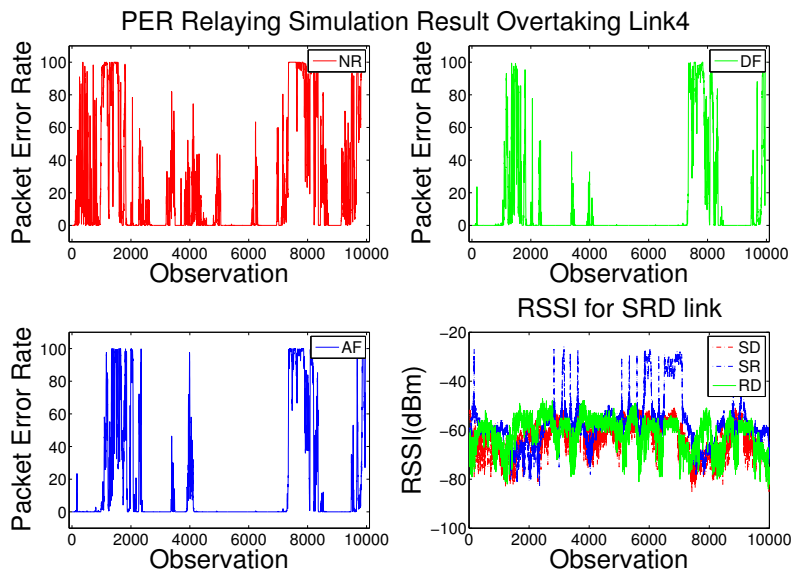 PER Relaying Simulation Result Overtaking Link4
Packet Error Rate
100
80
60
40
20
0
NR
0 2000 4000 6000 8000 10000
Observation
Packet Error Rate
100
80
60
40
20
0
DF
0 2000 4000 6000 8000 10000
Observation
Packet Error Rate
100
80
60
40
20
0
AF
0 2000 4000 6000 8000 10000
Observation
RSSI for SRD link
RSSI(dBm)
−20
−40
−60
−80
−100
SD
SR
RD
0 2000 4000 6000 8000 10000
Observation